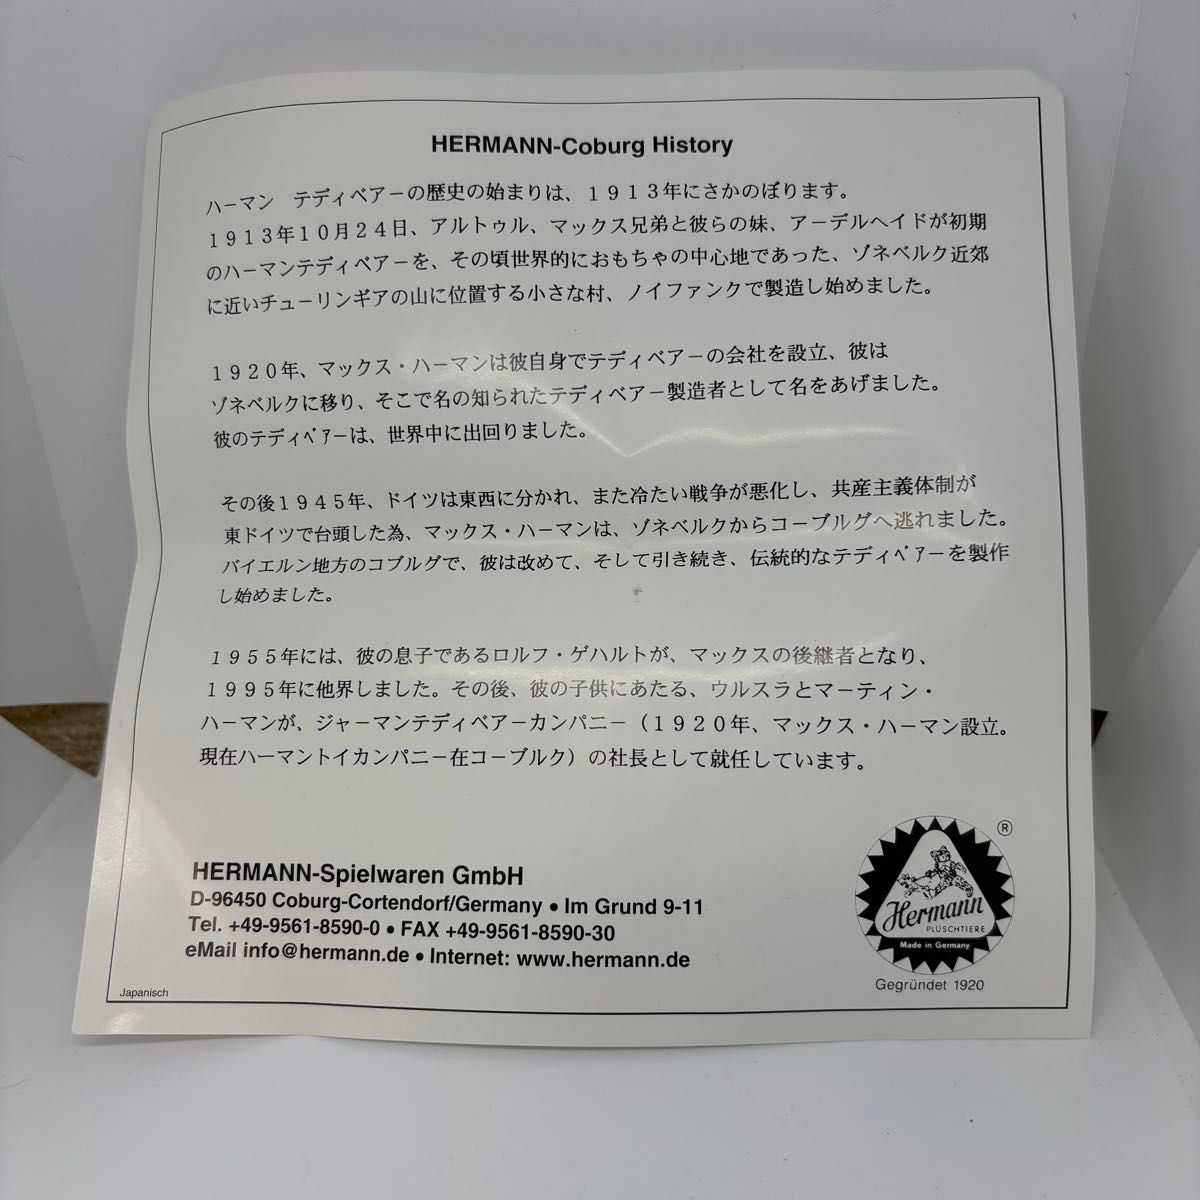 HERMANN-Coburg History
ハーマン　テディベアーの歴史の始まりは、１９１３年にさかのぼります。
１９１３年１０月２４日、アルトゥル、マックス兄弟と彼らの妹、アーデルヘイドが初期
のハーマンテディベアーを、その頃世界的におもちゃの中心地であった、ゾネベルク近郊
に近いチューリンギアの山に位置する小さな村、ノイファンクで製造し始めました。
１９２０年、マックス・ハーマンは彼自身でテディベアーの会社を設立、彼は
ゾネベルクに移り、そこで名の知られたテディベアー製造者として名をあげました。
彼のテディﾍﾞｱｰは、世界中に出回りました。
その後１９４５年、ドイツは東西に分かれ、また冷たい戦争が悪化し、共産主義体制が
東ドイツで台頭した為、マックス・ハーマンは、ゾネベルクからコーブルグへ逃れました。
バイエルン地方のコブルグで、彼は改めて、そして引き続き、伝統的なテディﾍﾞｱｰを製作
し始めました。
１９５５年には、彼の息子であるロルフ・ゲハルトが、マックスの後継者となり、
１９９５年に他界しました。その後、彼の子供にあたる、ウルスラとマーティン・
ハーマンが、ジャーマンテディベアーカンパニー（１９２０年、マックス・ハーマン設立。
現在ハーマントイカンパニー在コーブルク）の社長として就任しています。
HERMANN-Spielwaren GmbH
D-96450 Coburg-Cortendorf/Germany • Im Grund 9-11
Tel. +49-9561-8590-0 • FAX +49-9561-8590-30
eMail info@hermann.de • Internet: www.hermann.de
Japanisch
®
Hermann
PLÜSCHTIERE
Made in Germany
Gegründet 1920